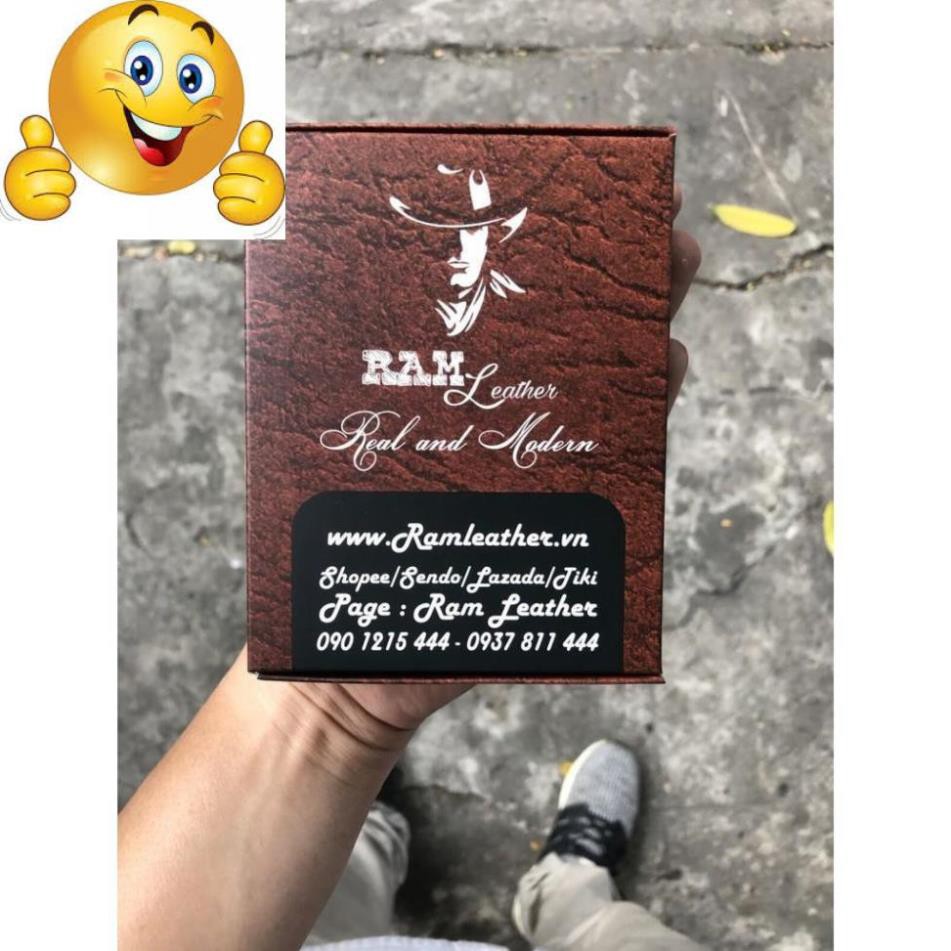 RAM Leather
Real and Modern
www.Ramleather.vn
Shopee/Sendo/Lazada/Tiki
Page : Ram Leather
090 1215 444 - 0937 811 444